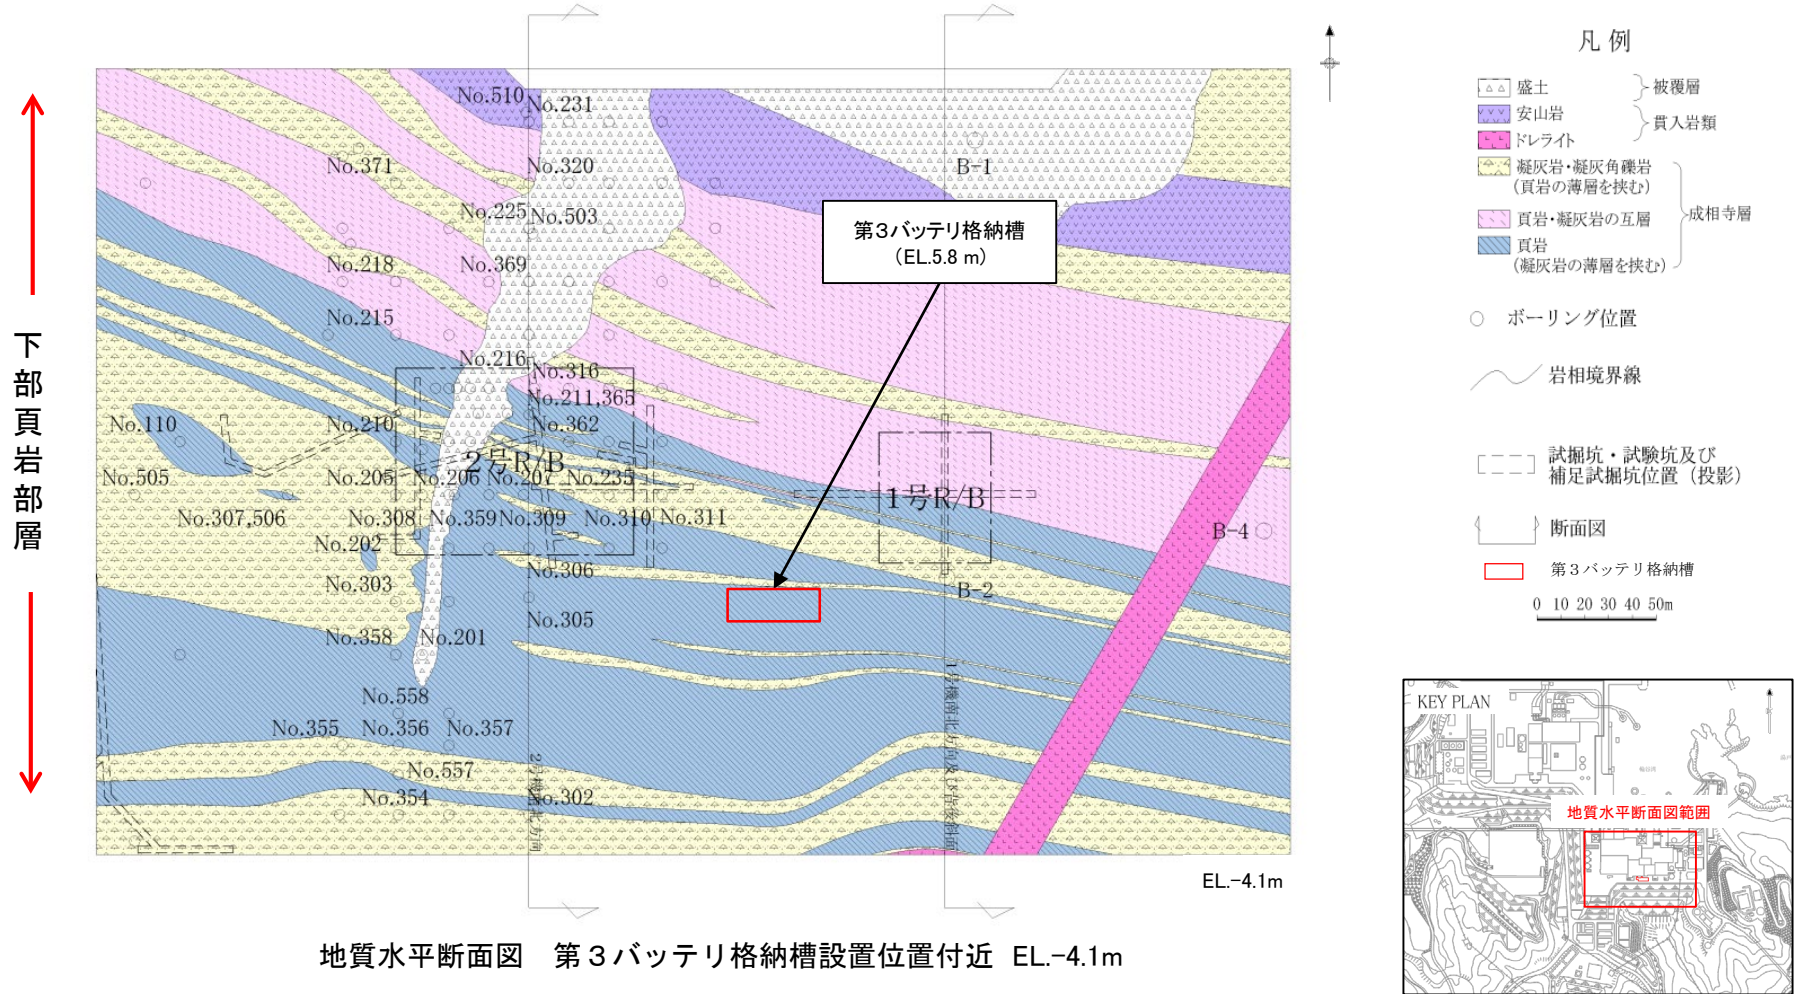 凡 例
盛土
被覆層
安山岩
貫入岩類
ドレライト
凝灰岩・凝灰角礫岩
(頁岩の薄層を挟む)
頁岩・凝灰岩の互層
成相寺層
頁岩
(凝灰岩の薄層を挟む)
ボーリング位置
岩相境界線
試掘坑・試験坑及び
補足試掘坑位置（投影）
断面図
第３バッテリ格納槽
0 10 20 30 40 50m
下部頁岩部層
No.510
No.231
No.371
No.320
B-1
No.225
No.503
第3バッテリ格納槽
(EL.5.8 m)
No.218
No.369
No.215
No.216
No.316
No.211,365
No.110
No.210
No.362
2号R/B
No.505
No.205
No.206
No.207
No.235
1号R/B
No.307,506
No.308
No.359
No.309
No.310
No.311
B-4
No.202
No.303
No.306
B-2
No.358
No.201
No.305
No.558
No.355
No.356
No.357
No.557
No.354
No.302
2号機南北方向
EL.-4.1m
KEY PLAN
地質水平断面図範囲
地質水平断面図　第３バッテリ格納槽設置位置付近 EL.-4.1m